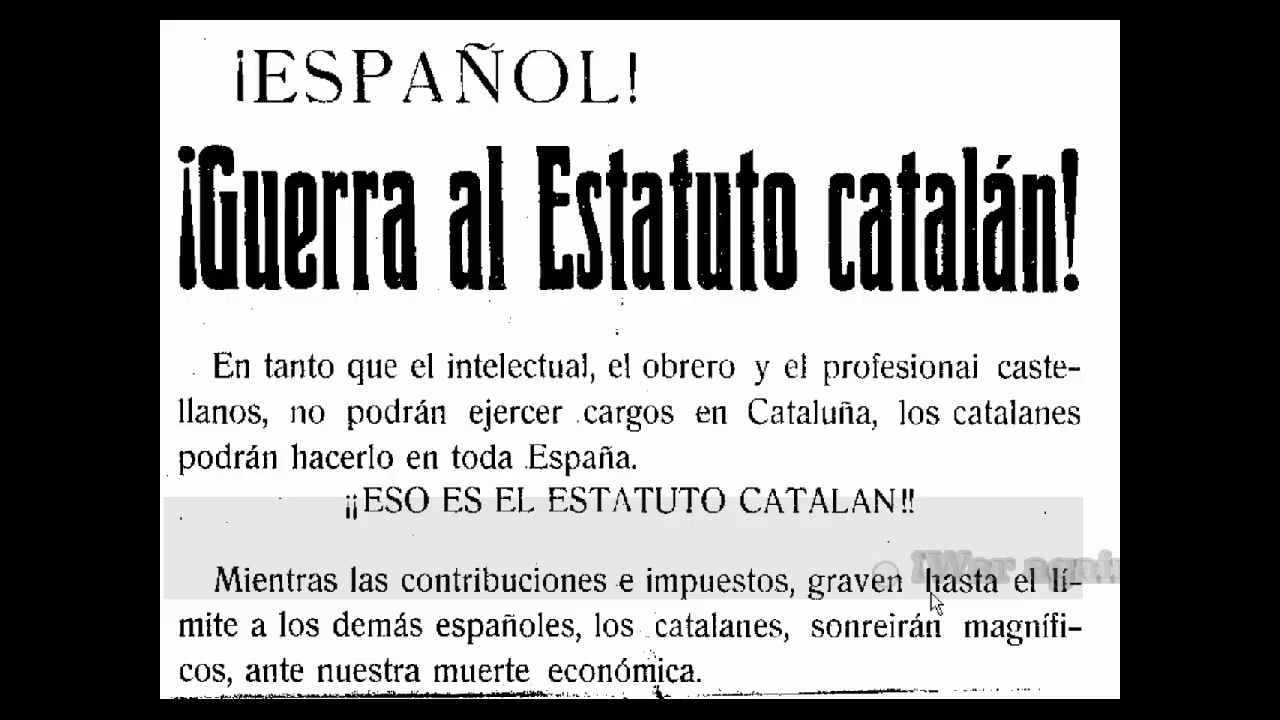 ¡ESPAÑOL!
¡Guerra al Estatuto catalán!
En tanto que el intelectual, el obrero y el profesional caste-
llanos, no podrán ejercer cargos en Cataluña, los catalanes
podrán hacerlo en toda España.
¡¡ESO ES EL ESTATUTO CATALAN!!
¡War again
Mientras las contribuciones e impuestos, graven hasta el lí-
mite a los demás españoles, los catalanes, sonreirán magnífi-
cos, ante nuestra muerte económica.